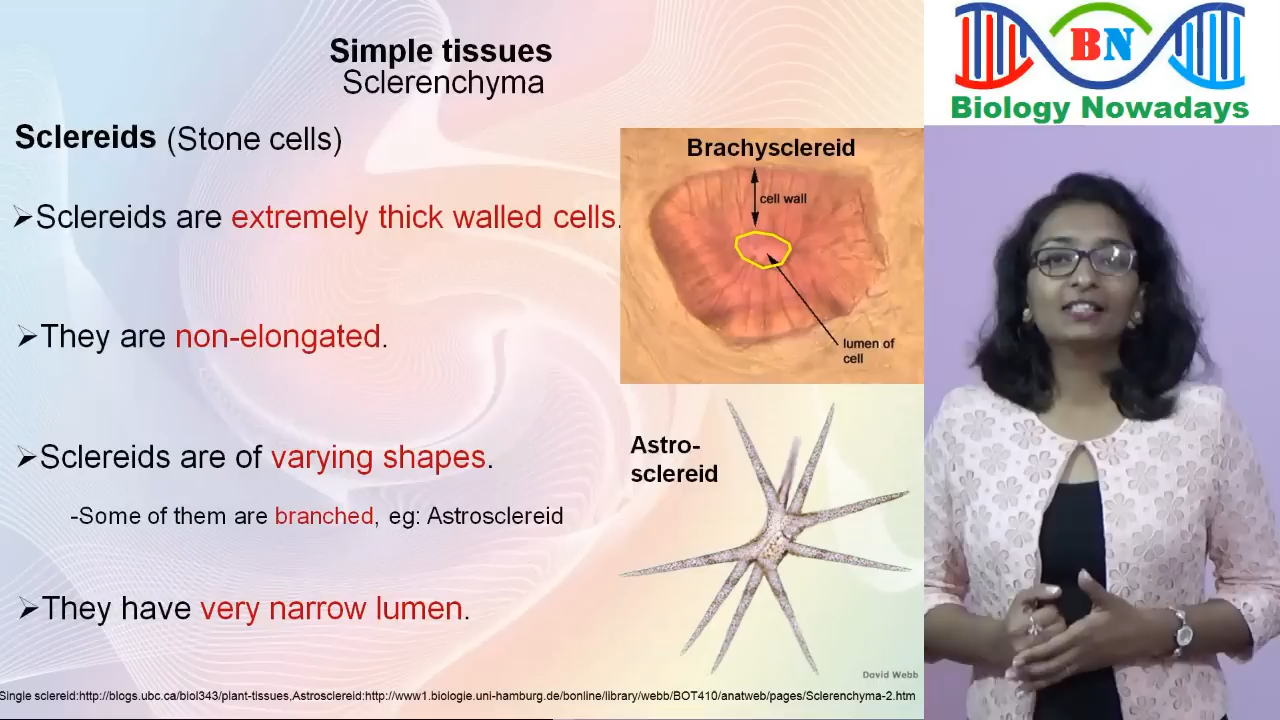 Simple tissues
Sclerenchyma
Sclereids (Stone cells)
➢Sclereids are extremely thick walled cells.
➢They are non-elongated.
➢Sclereids are of varying shapes.
-Some of them are branched, eg: Astrosclereid
➢They have very narrow lumen.
Brachysclereid
cell wall
lumen of
cell
Astro-
sclereid
David Webb
Single sclereid:http://blogs.ubc.ca/biol343/plant-tissues,Astrosclereid:http://www1.biologie.uni-hamburg.de/bonline/library/webb/BOT410/anatweb/pages/Sclerenchyma-2.htm
BN
Biology Nowadays